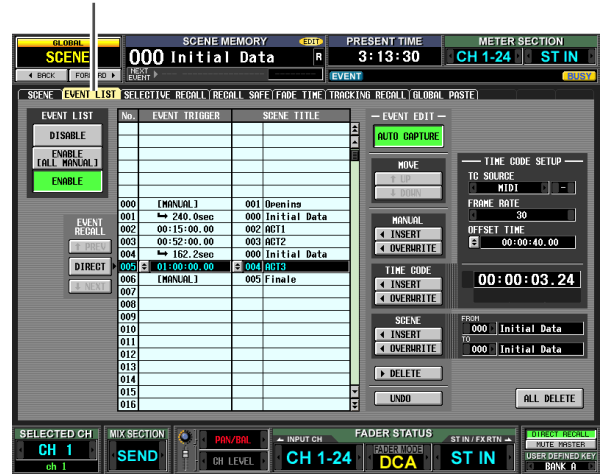 GLOBAL
SCENE
BACK FORWRD
SCENE MEMORY EDIT
000 Initial Data R
NEXT EVENT
PRESENT TIME
3:13:30
EVENT BUSY
METER SECTION
CH 1-24 ST IN
SCENE EVENT LIST SELECTIVE RECALL RECALL SAFE FADE TIME TRACKING RECALL GLOBAL PASTE
EVENT LIST
DISABLE
ENABLE
[ALL MANUAL]
ENABLE
EVENT
RECALL
↑ PREV
DIRECT
↓ NEXT
No. EVENT TRIGGER SCENE TITLE
000 [MANUAL] 001 Opening
001 ↳ 240.0sec 000 Initial Data
002 00:15:00.00 002 ACT1
003 00:52:00.00 003 ACT2
004 ↳ 162.2sec 000 Initial Data
005 01:00:00.00 004 ACT3
006 [MANUAL] 005 Finale
007
008
009
010
011
012
013
014
015
016
EVENT EDIT
AUTO CAPTURE
MOVE
↑ UP
↓ DOWN
MANUAL
INSERT
OVERWRITE
TIME CODE
INSERT
OVERWRITE
SCENE
INSERT
OVERWRITE
DELETE
UNDO
TIME CODE SETUP
TC SOURCE
MIDI -
FRAME RATE
30
OFFSET TIME
00:00:40.00
00:00:03.24
FROM
000 Initial Data
TO
000 Initial Data
ALL DELETE
SELECTED CH
CH 1
ch 1
MIX SECTION
SEND
PAN/BAL
CH LEVEL
FADER STATUS
INPUT CH
CH 1-24
FADER MODE
DCA
ST IN / FX RTN
ST IN
DIRECT RECALL
MUTE MASTER
USER DEFINED KEY
BANK A